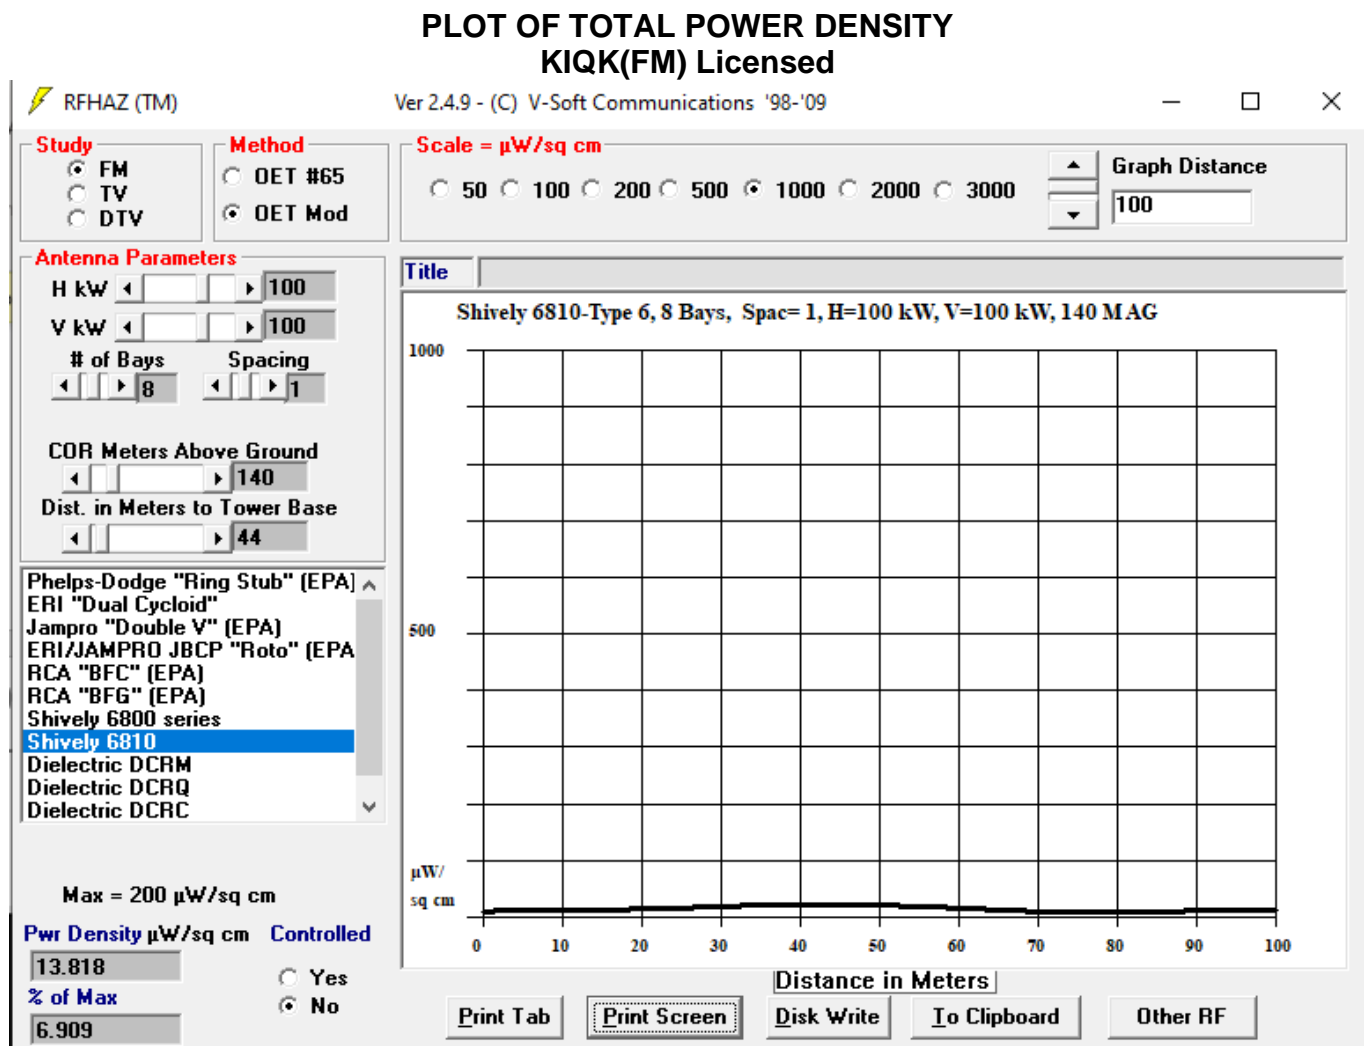 PLOT OF TOTAL POWER DENSITY
KIQK(FM) Licensed
RFHAZ (TM) Ver 2.4.9 - (C) V-Soft Communications '98-'09
Study
FM
TV
DTV
Method
OET #65
OET Mod
Scale = µW/sq cm
50 100 200 500 1000 2000 3000
Graph Distance
100
Antenna Parameters
H kW 100
V kW 100
# of Bays Spacing
8 1
COR Meters Above Ground
140
Dist. in Meters to Tower Base
44
Phelps-Dodge "Ring Stub" (EPA)
ERI "Dual Cycloid"
Jampro "Double V" (EPA)
ERI/JAMPRO JBCP "Roto" (EPA
RCA "BFC" (EPA)
RCA "BFG" (EPA)
Shively 6800 series
Shively 6810
Dielectric DCRM
Dielectric DCRQ
Dielectric DCRC
Max = 200 µW/sq cm
Pwr Density µW/sq cm Controlled
13.818
Yes
% of Max
No
6.909
Title
Shively 6810-Type 6, 8 Bays, Spac= 1, H=100 kW, V=100 kW, 140 MAG
1000
500
µW/
sq cm
0 10 20 30 40 50 60 70 80 90 100
Distance in Meters
Print Tab Print Screen Disk Write To Clipboard Other RF